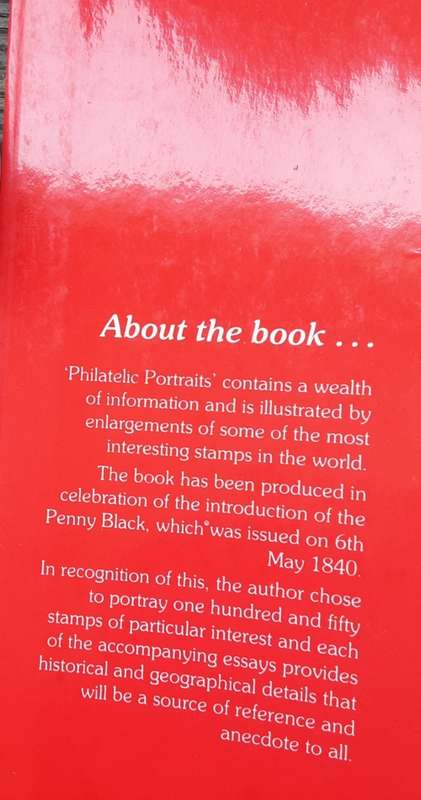 About the book ...
'Philatelic Portraits' contains a wealth
of information and is illustrated by
enlargements of some of the most
interesting stamps in the world.
The book has been produced in
celebration of the introduction of the
Penny Black, which was issued on 6th
May 1840.
In recognition of this, the author chose
to portray one hundred and fifty
stamps of particular interest and each
of the accompanying essays provides
historical and geographical details that
will be a source of reference and
anecdote to all.